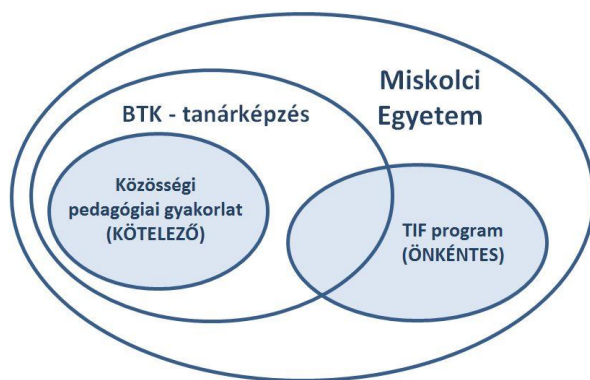 Miskolci
Egyetem
BTK - tanárképzés
Közösségi
pedagógiai gyakorlat
(KÖTELEZŐ)
TIF program
(ÖNKÉNTES)